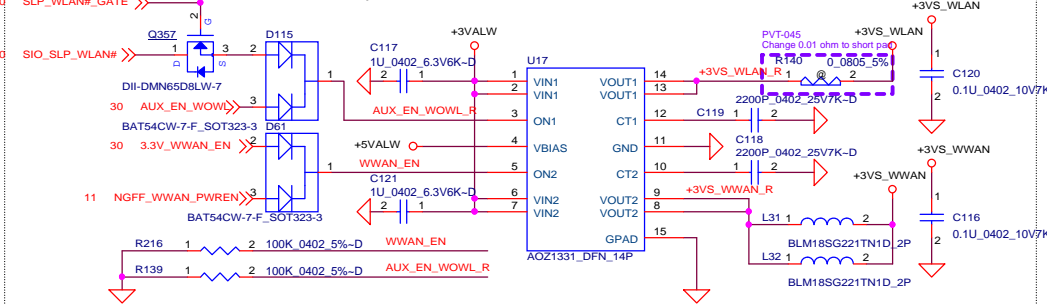 SLP_WLAN#_GATE
+3VS_WLAN
2
G
Q357
D115
+3VALW
+3VS_WLAN
PVT-045
Change 0.01 ohm to short pad
SIO_SLP_WLAN#
1
3
2
D
S
C117
1U_0402_6.3V6K~D
U17
R140
0_0805_5%
1
@
2
DII-DMN65D8LW-7
1
2
1
1
2
VIN1
VIN1
VOUT1
VOUT1
14
13
+3VS_WLAN_R
1
2
C120
0.1U_0402_10V7K
30
AUX_EN_WOWL
3
AUX_EN_WOWL_R
3
ON1
CT1
12
C119
2200P_0402_25V7K~D
1
2
BAT54CW-7-F_SOT323-3
D61
30
3.3V_WWAN_EN
2
+5VALW
4
VBIAS
GND
11
C118
2200P_0402_25V7K~D
+3VS_WWAN
1
WWAN_EN
5
ON2
CT2
10
1
2
11
NGFF_WWAN_PWREN
3
C121
1U_0402_6.3V6K~D
2
1
6
7
VIN2
VIN2
VOUT2
VOUT2
9
8
+3VS_WWAN_R
+3VS_WWAN
BAT54CW-7-F_SOT323-3
L31
1
2
1
2
C116
0.1U_0402_10V7K
R216
1
2
100K_0402_5%~D
WWAN_EN
GPAD
15
BLM18SG221TN1D_2P
AOZ1331_DFN_14P
L32
1
2
R139
1
2
100K_0402_5%~D
AUX_EN_WOWL_R
BLM18SG221TN1D_2P